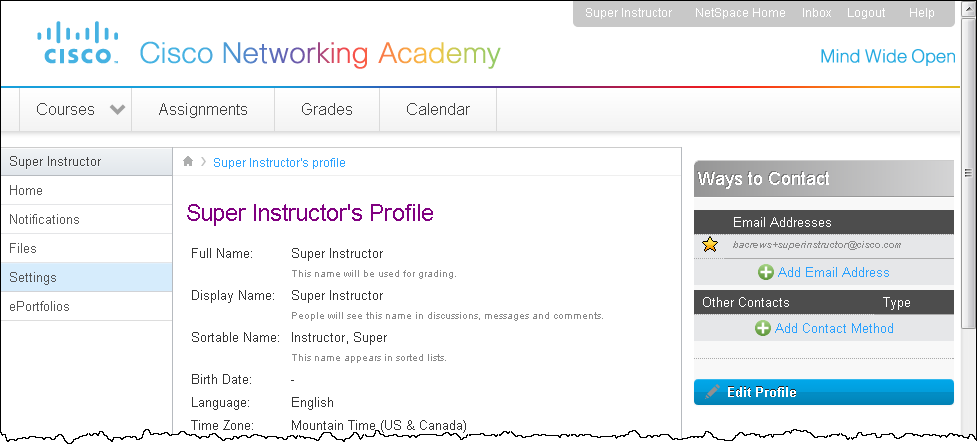 Super Instructor NetSpace Home Inbox Logout Help
CISCO
Cisco Networking Academy
Mind Wide Open
Courses Assignments Grades Calendar
Super Instructor
Home
Notifications
Files
Settings
ePortfolios
Super Instructor's profile
Super Instructor's Profile
Full Name: Super Instructor
This name will be used for grading.
Display Name: Super Instructor
People will see this name in discussions, messages and comments.
Sortable Name: Instructor, Super
This name appears in sorted lists.
Birth Date: -
Language: English
Time Zone: Mountain Time (US & Canada)
Ways to Contact
Email Addresses
bacrews+superinstructor@cisco.com
Add Email Address
Other Contacts Type
Add Contact Method
Edit Profile